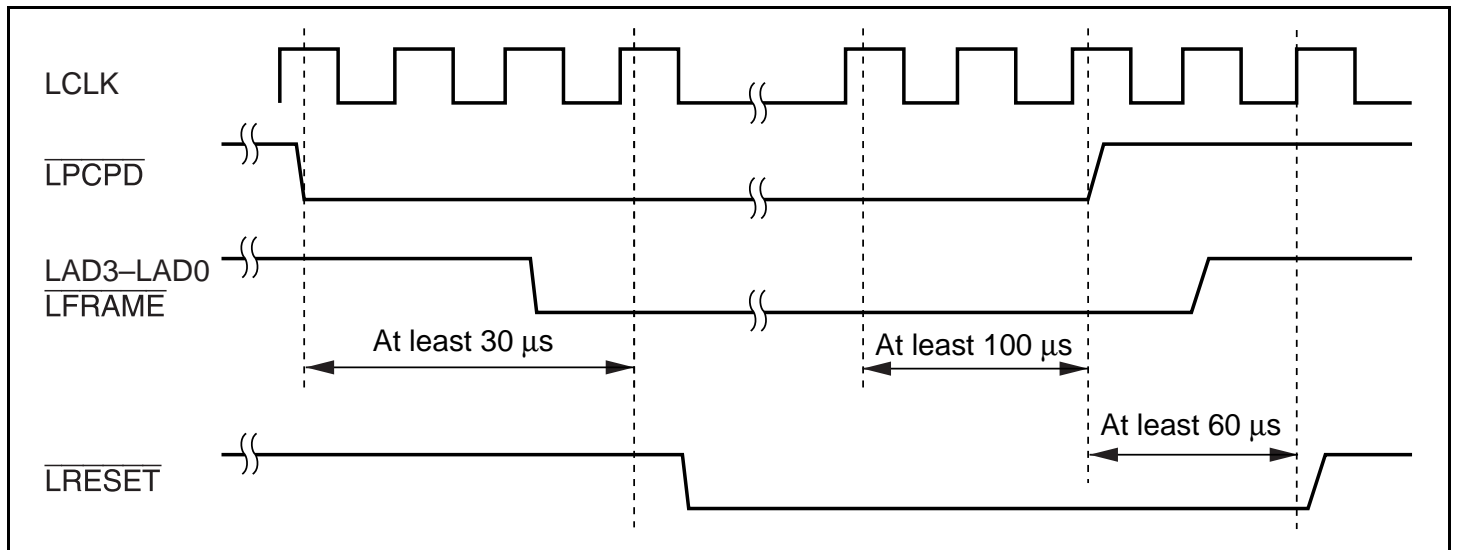 LCLK
LPCPD
LAD3–LAD0
LFRAME
At least 30 μs
At least 100 μs
At least 60 μs
LRESET